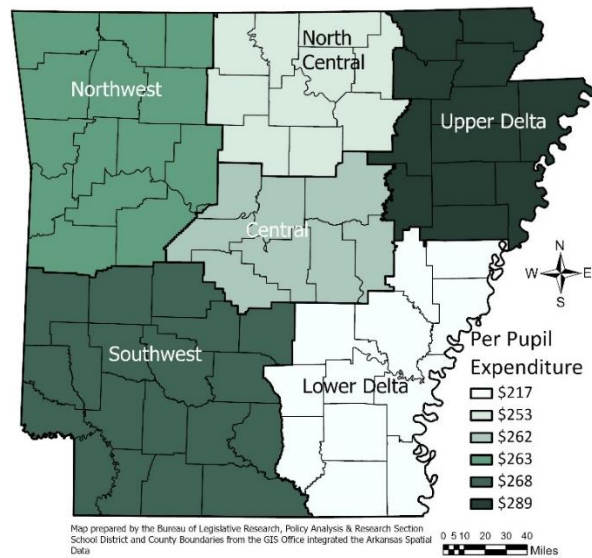 North
Central
Northwest
Upper Delta
Central
N
W E
S
Southwest
Lower Delta
Per Pupil
Expenditure
$217
$253
$262
$263
$268
$289
Map prepared by the Bureau of Legislative Research, Policy Analysis & Research Section
School District and County Boundaries from the GIS Office integrated the Arkansas Spatial
Data
0 5 10 20 30 40
Miles